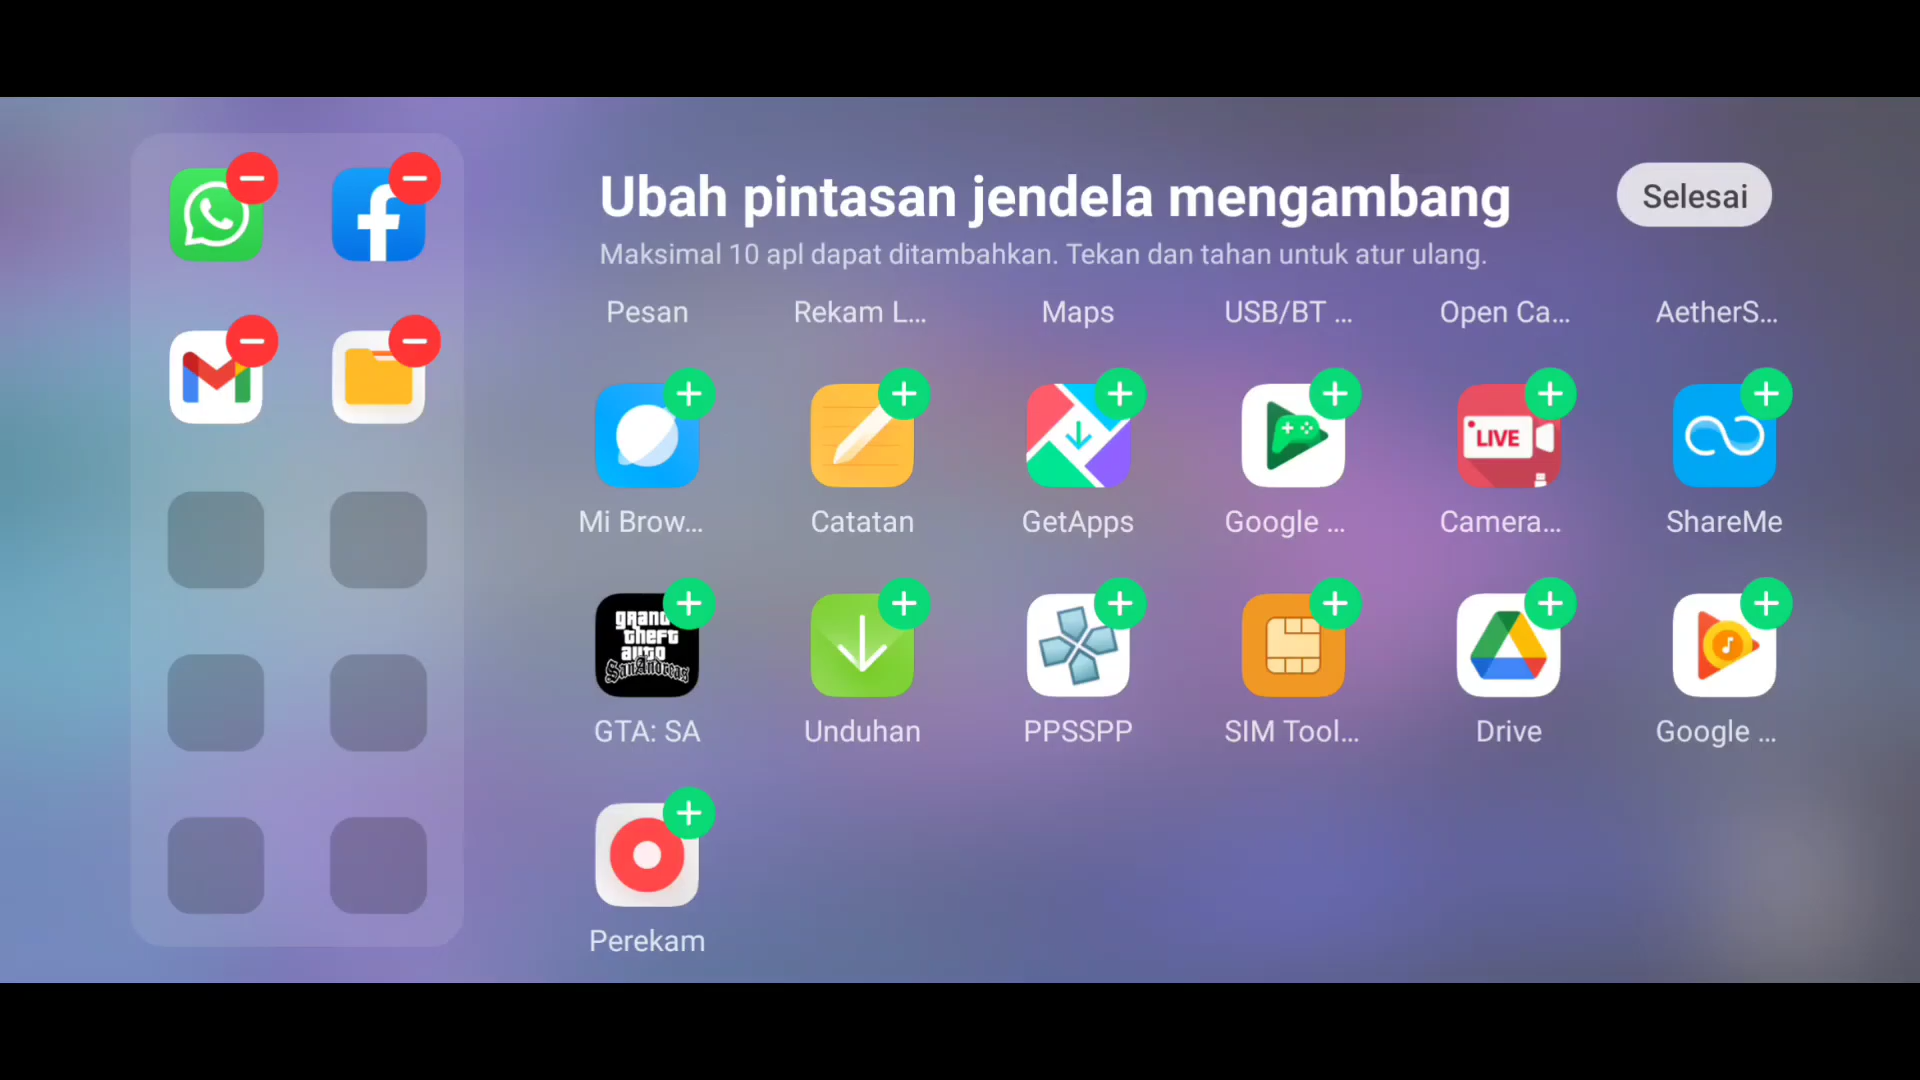 Ubah pintasan jendela mengambang
Selesai
Maksimal 10 apl dapat ditambahkan. Tekan dan tahan untuk atur ulang.
Pesan Rekam L... Maps USB/BT ... Open Ca... AetherS...
LIVE
Mi Brow... Catatan GetApps Google ... Camera... ShareMe
grand
theft
auto
San Andreas
GTA: SA Unduhan PPSSPP SIM Tool... Drive Google ...
Perekam